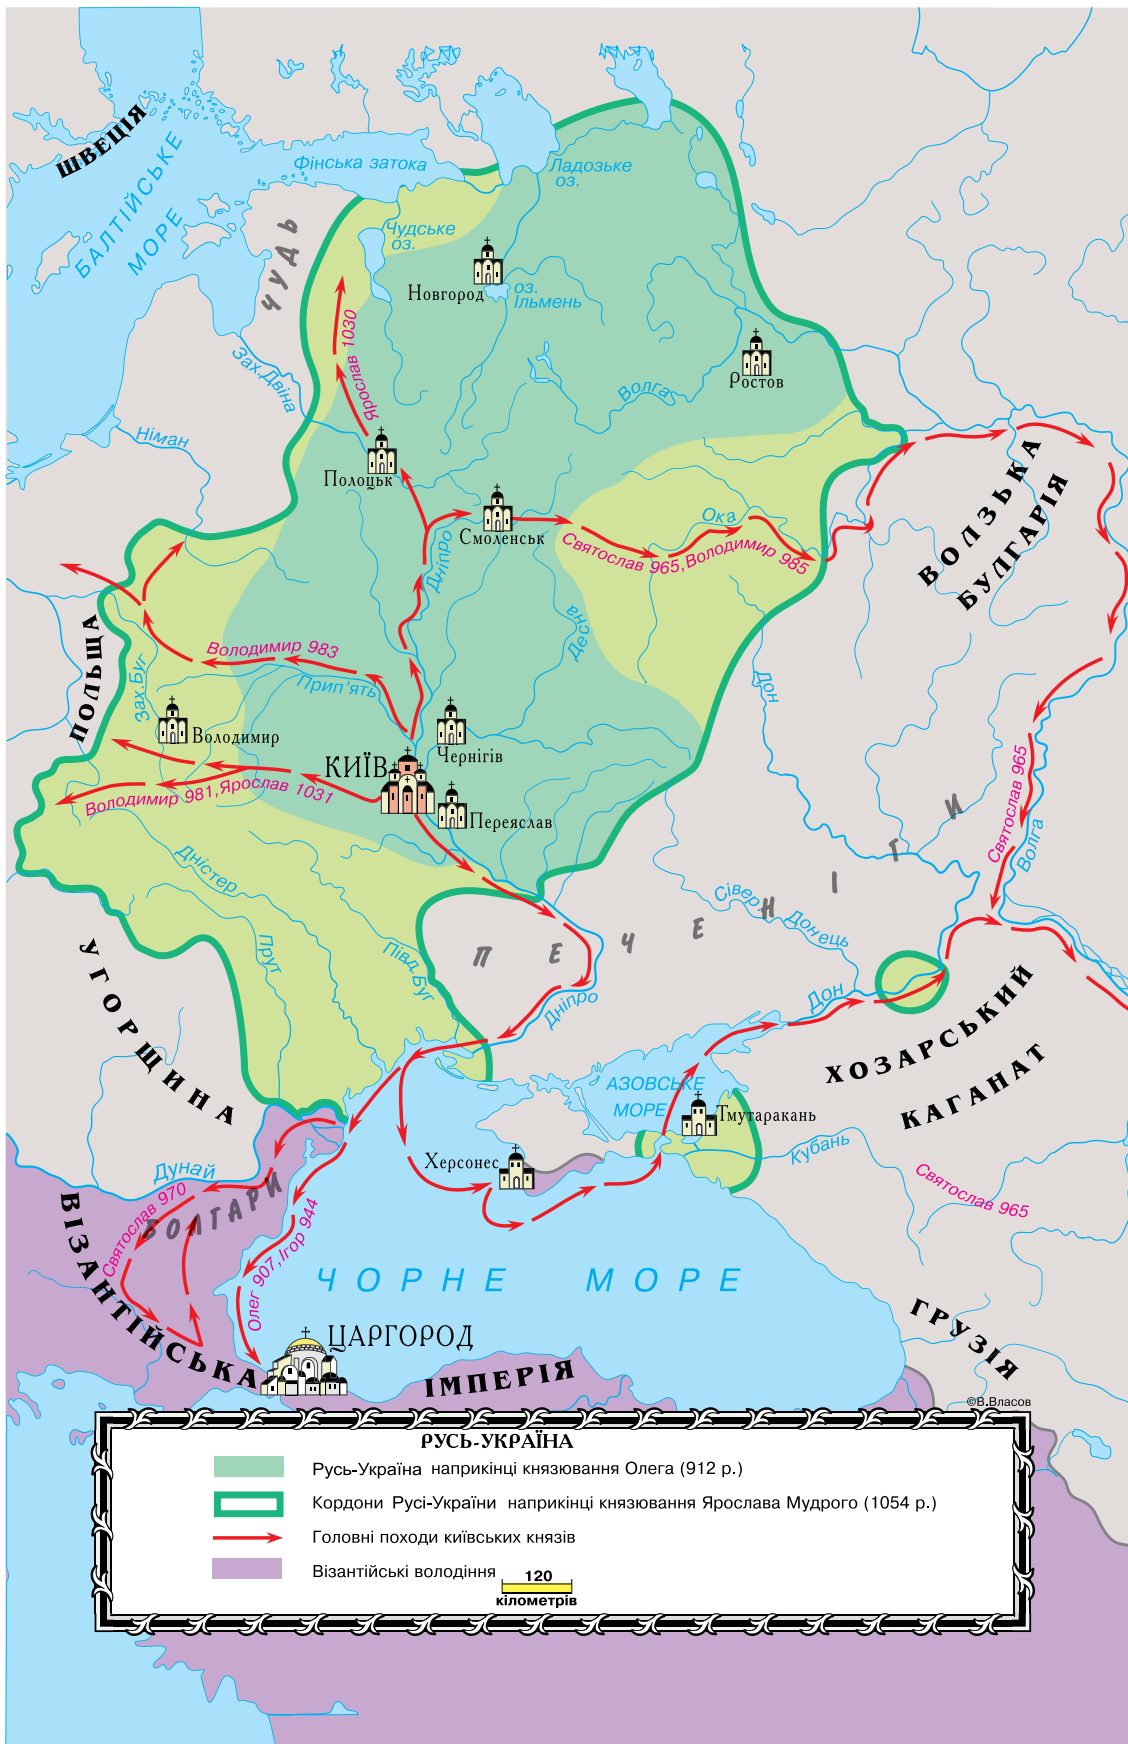 ШВЕЦІЯ
БАЛТІЙСЬКЕ
МОРЕ
Фінська затока
Ладозьке
оз.
ЧУДЬ
Чудське
оз.
Новгород
оз.
Ільмень
Ярослав 1030
Зах.Двіна
Волга
Ростов
Німан
Полоцьк
Смоленськ
Ока
Святослав 965,Володимир 985
ВОЛЗЬКА
БУЛГАРІЯ
Дніпро
Десна
ПОЛЬЩА
Володимир 983
Зах.Буг
Прип'ять
Дон
Володимир
Чернігів
КИЇВ
Володимир 981,Ярослав 1031
Переяслав
Святослав 965
Волга
Дністер
Сівер.
Донець
ПЕЧЕНІГИ
УГОРЩИНА
Прут
Півд.Буг
Дніпро
Дон
ХОЗАРСЬКИЙ
КАГАНАТ
АЗОВСЬКЕ
МОРЕ
Тмутаракань
Кубань
Херсонес
Дунай
Святослав 965
Святослав 970
БОЛГАРИ
Олег 907,Ігор 944
ЧОРНЕ МОРЕ
ВІЗАНТІЙСЬКА
ЦАРГОРОД
ІМПЕРІЯ
ГРУЗІЯ
©В.Власов
РУСЬ-УКРАЇНА
Русь-Україна наприкінці князювання Олега (912 р.)
Кордони Русі-України наприкінці князювання Ярослава Мудрого (1054 р.)
Головні походи київських князів
Візантійські володіння
120
кілометрів